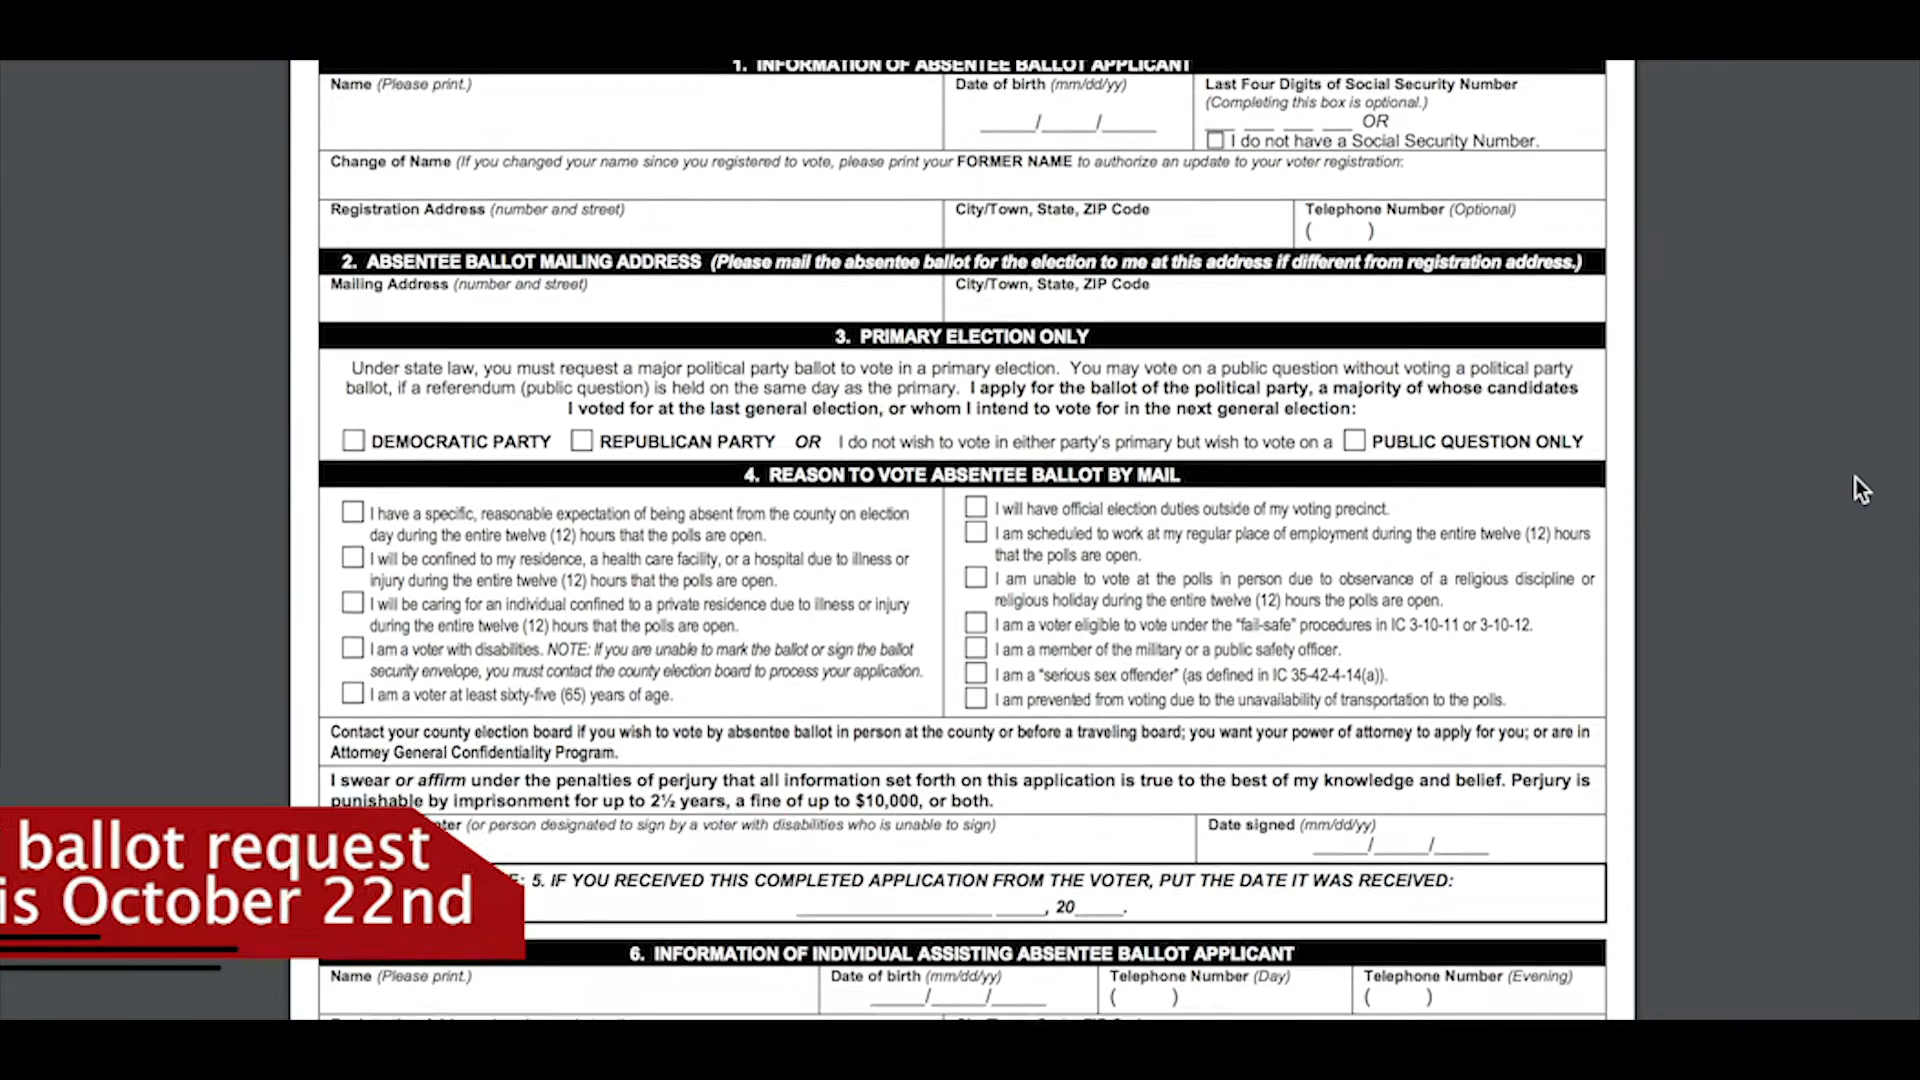 1. INFORMATION OF ABSENTEE BALLOT APPLICANT
Name (Please print.)
Date of birth (mm/dd/yy)
_____/_____/_____
Last Four Digits of Social Security Number
(Completing this box is optional.)
___ ___ ___ ___ OR
I do not have a Social Security Number.
Change of Name (If you changed your name since you registered to vote, please print your FORMER NAME to authorize an update to your voter registration:
Registration Address (number and street)
City/Town, State, ZIP Code
Telephone Number (Optional)
( )
2. ABSENTEE BALLOT MAILING ADDRESS (Please mail the absentee ballot for the election to me at this address if different from registration address.)
Mailing Address (number and street)
City/Town, State, ZIP Code
3. PRIMARY ELECTION ONLY
Under state law, you must request a major political party ballot to vote in a primary election. You may vote on a public question without voting a political party
ballot, if a referendum (public question) is held on the same day as the primary. I apply for the ballot of the political party, a majority of whose candidates
I voted for at the last general election, or whom I intend to vote for in the next general election:
DEMOCRATIC PARTY REPUBLICAN PARTY OR I do not wish to vote in either party's primary but wish to vote on a PUBLIC QUESTION ONLY
4. REASON TO VOTE ABSENTEE BALLOT BY MAIL
I have a specific, reasonable expectation of being absent from the county on election
day during the entire twelve (12) hours that the polls are open.
I will be confined to my residence, a health care facility, or a hospital due to illness or
injury during the entire twelve (12) hours that the polls are open.
I will be caring for an individual confined to a private residence due to illness or injury
during the entire twelve (12) hours that the polls are open.
I am a voter with disabilities. NOTE: If you are unable to mark the ballot or sign the ballot
security envelope, you must contact the county election board to process your application.
I am a voter at least sixty-five (65) years of age.
I will have official election duties outside of my voting precinct.
I am scheduled to work at my regular place of employment during the entire twelve (12) hours
that the polls are open.
I am unable to vote at the polls in person due to observance of a religious discipline or
religious holiday during the entire twelve (12) hours the polls are open.
I am a voter eligible to vote under the "fail-safe" procedures in IC 3-10-11 or 3-10-12.
I am a member of the military or a public safety officer.
I am a "serious sex offender" (as defined in IC 35-42-4-14(a)).
I am prevented from voting due to the unavailability of transportation to the polls.
Contact your county election board if you wish to vote by absentee ballot in person at the county or before a traveling board; you want your power of attorney to apply for you; or are in
Attorney General Confidentiality Program.
I swear or affirm under the penalties of perjury that all information set forth on this application is true to the best of my knowledge and belief. Perjury is
punishable by imprisonment for up to 2½ years, a fine of up to $10,000, or both.
(or person designated to sign by a voter with disabilities who is unable to sign)
Date signed (mm/dd/yy)
_____/_____/_____
ballot request
is October 22nd
5. IF YOU RECEIVED THIS COMPLETED APPLICATION FROM THE VOTER, PUT THE DATE IT WAS RECEIVED:
____________________ _____, 20_____.
6. INFORMATION OF INDIVIDUAL ASSISTING ABSENTEE BALLOT APPLICANT
Name (Please print.)
Date of birth (mm/dd/yy)
_____/_____/_____
Telephone Number (Day)
( )
Telephone Number (Evening)
( )